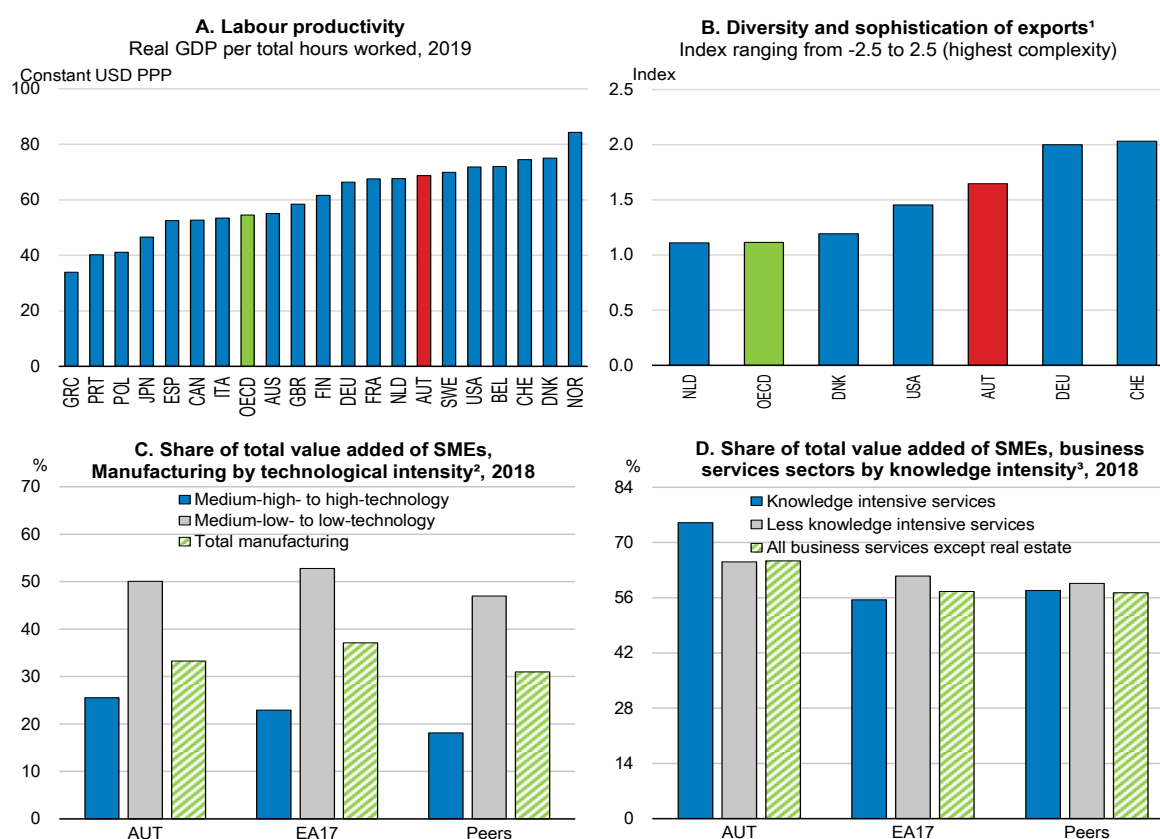 A. Labour productivity
Real GDP per total hours worked, 2019
Constant USD PPP
100
80
60
40
20
0
GRC
PRT
POL
JPN
ESP
CAN
ITA
OECD
AUS
GBR
FIN
DEU
FRA
NLD
AUT
SWE
USA
BEL
CHE
DNK
NOR
B. Diversity and sophistication of exports¹
Index ranging from -2.5 to 2.5 (highest complexity)
Index
2.5
2.0
1.5
1.0
0.5
0.0
NLD
OECD
DNK
USA
AUT
DEU
CHE
C. Share of total value added of SMEs,
Manufacturing by technological intensity², 2018
%
70
60
50
40
30
20
10
0
Medium-high- to high-technology
Medium-low- to low-technology
Total manufacturing
AUT
EA17
Peers
D. Share of total value added of SMEs, business
services sectors by knowledge intensity³, 2018
%
84
70
56
42
28
14
0
Knowledge intensive services
Less knowledge intensive services
All business services except real estate
AUT
EA17
Peers